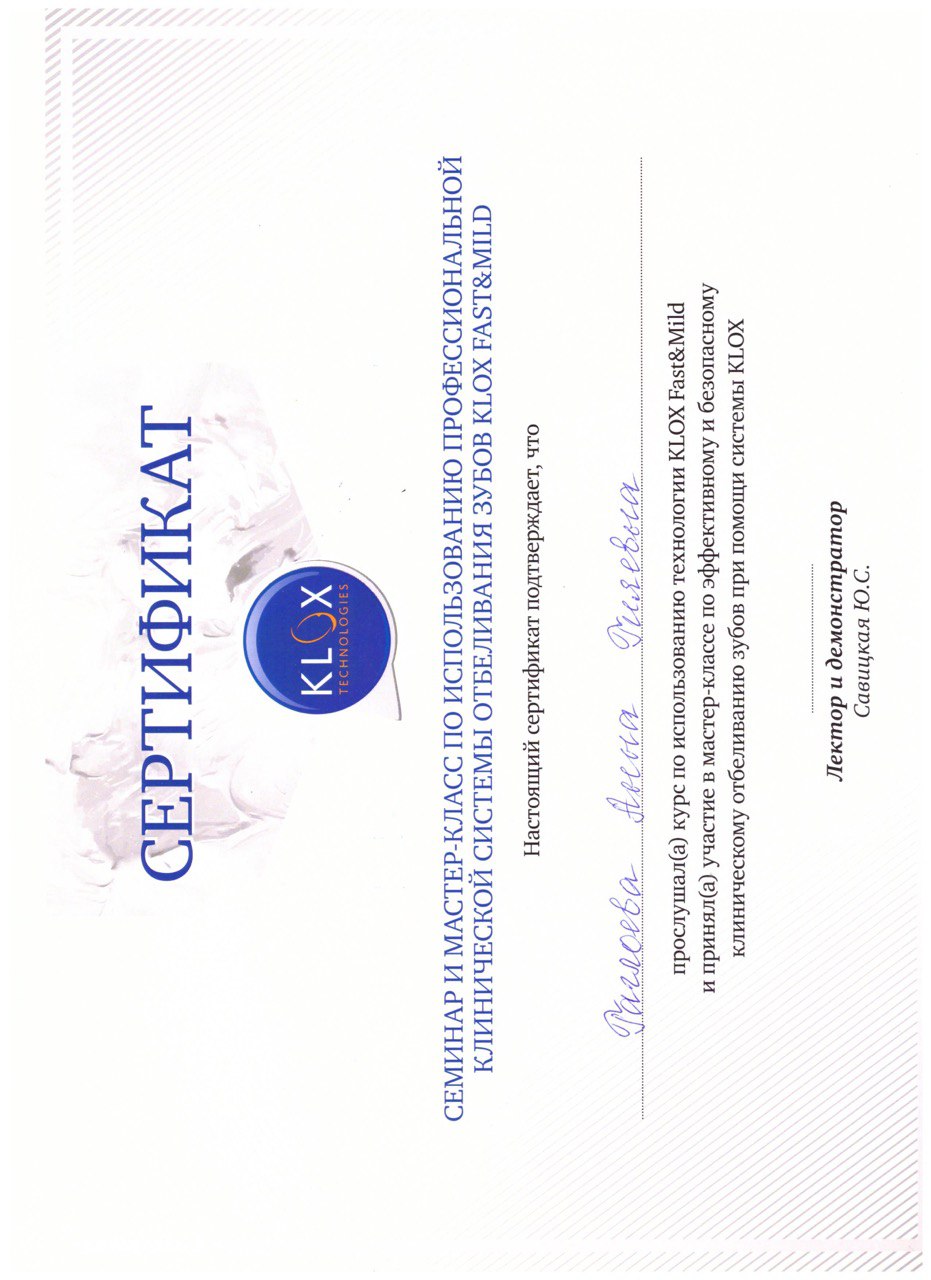 СЕРТИФИКАТ
KLOX
TECHNOLOGIES
СЕМИНАР И МАСТЕР-КЛАСС ПО ИСПОЛЬЗОВАНИЮ ПРОФЕССИОНАЛЬНОЙ
КЛИНИЧЕСКОЙ СИСТЕМЫ ОТБЕЛИВАНИЯ ЗУБОВ KLOX FAST&MILD
Настоящий сертификат подтверждает, что
Гаглоева Анна Гиляевна
прослушал(а) курс по использованию технологии KLOX Fast&Mild
и принял(а) участие в мастер-классе по эффективному и безопасному
клиническому отбеливанию зубов при помощи системы KLOX
Лектор и демонстратор
Савицкая Ю.С.